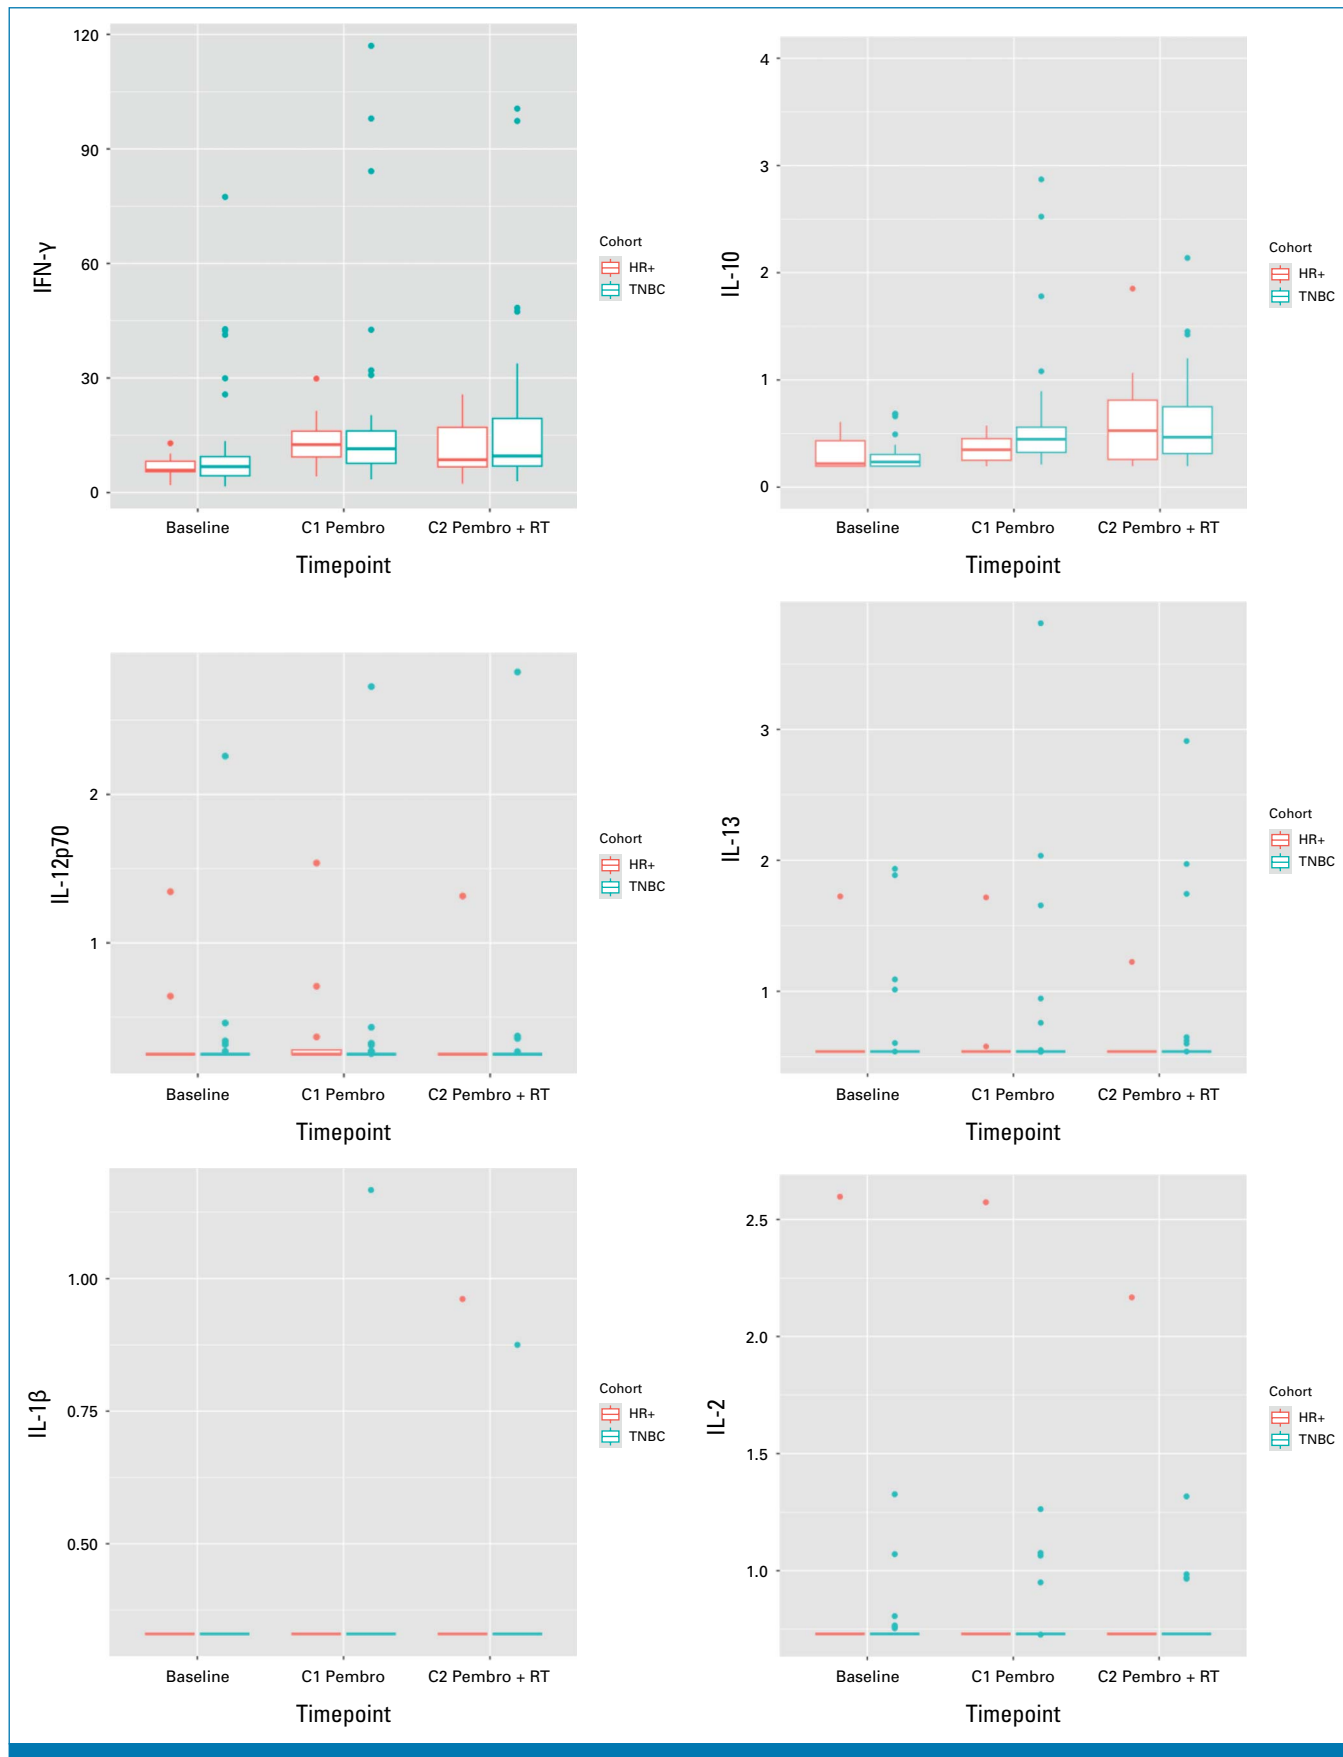 120
90
60
30
0
IFN-γ
Baseline
C1 Pembro
C2 Pembro + RT
Timepoint
Cohort
HR+
TNBC
4
3
2
1
0
IL-10
Baseline
C1 Pembro
C2 Pembro + RT
Timepoint
Cohort
HR+
TNBC
2
1
IL-12p70
Baseline
C1 Pembro
C2 Pembro + RT
Timepoint
Cohort
HR+
TNBC
3
2
1
IL-13
Baseline
C1 Pembro
C2 Pembro + RT
Timepoint
Cohort
HR+
TNBC
1.00
0.75
0.50
IL-1β
Baseline
C1 Pembro
C2 Pembro + RT
Timepoint
Cohort
HR+
TNBC
2.5
2.0
1.5
1.0
IL-2
Baseline
C1 Pembro
C2 Pembro + RT
Timepoint
Cohort
HR+
TNBC